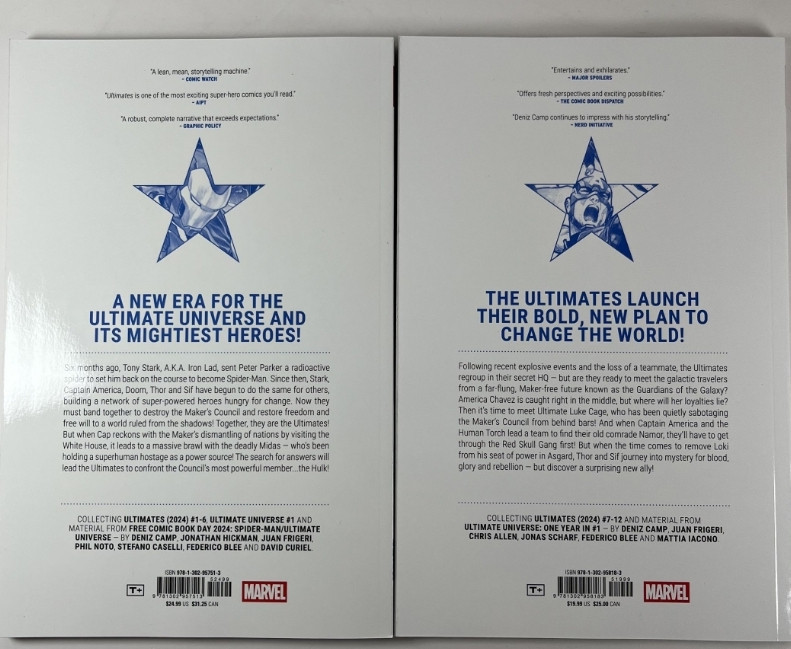 "A lean, mean, storytelling machine."
- COMIC WATCH
"Ultimates is one of the most exciting super-hero comics you'll read."
- AIPT
"A robust, complete narrative that exceeds expectations."
- GRAPHIC POLICY
A NEW ERA FOR THE
ULTIMATE UNIVERSE AND
ITS MIGHTIEST HEROES!
Six months ago, Tony Stark, A.K.A. Iron Lad, sent Peter Parker a radioactive
spider to set him back on the course to become Spider-Man. Since then, Stark,
Captain America, Doom, Thor and Sif have begun to do the same for others,
building a network of super-powered heroes hungry for change. Now they
must band together to destroy the Maker's Council and restore freedom and
free will to a world ruled from the shadows! Together, they are the Ultimates!
But when Cap reckons with the Maker's dismantling of nations by visiting the
White House, it leads to a massive brawl with the deadly Midas — who's been
holding a superhuman hostage as a power source! The search for answers will
lead the Ultimates to confront the Council's most powerful member...the Hulk!
COLLECTING ULTIMATES (2024) #1-6, ULTIMATE UNIVERSE #1 AND
MATERIAL FROM FREE COMIC BOOK DAY 2024: SPIDER-MAN/ULTIMATE
UNIVERSE — BY DENIZ CAMP, JONATHAN HICKMAN, JUAN FRIGERI,
PHIL NOTO, STEFANO CASELLI, FEDERICO BLEE AND DAVID CURIEL.
ISBN 978-1-302-95751-3
52499
T+
9 781302 957513
MARVEL
$24.99 US $31.25 CAN
"Entertains and exhilarates."
- MAJOR SPOILERS
"Offers fresh perspectives and exciting possibilities."
- THE COMIC BOOK DISPATCH
"Deniz Camp continues to impress with his storytelling."
- HERO INITIATIVE
THE ULTIMATES LAUNCH
THEIR BOLD, NEW PLAN TO
CHANGE THE WORLD!
Following recent explosive events and the loss of a teammate, the Ultimates
regroup in their secret HQ — but are they ready to meet the galactic travelers
from a far-flung, Maker-free future known as the Guardians of the Galaxy?
America Chavez is caught right in the middle, but where will her loyalties lie?
Then it's time to meet Ultimate Luke Cage, who has been quietly sabotaging
the Maker's Council from behind bars! And when Captain America and the
Human Torch lead a team to find their old comrade Namor, they'll have to get
through the Red Skull Gang first! But when the time comes to remove Loki
from his seat of power in Asgard, Thor and Sif journey into mystery for blood,
glory and rebellion — but discover a surprising new ally!
COLLECTING ULTIMATES (2024) #7-12 AND MATERIAL FROM
ULTIMATE UNIVERSE: ONE YEAR IN #1 — BY DENIZ CAMP, JUAN FRIGERI,
CHRIS ALLEN, JONAS SCHARF, FEDERICO BLEE AND MATTIA IACONO.
ISBN 978-1-302-95818-3
51999
T+
9 781302 958183
MARVEL
$19.99 US $25.00 CAN